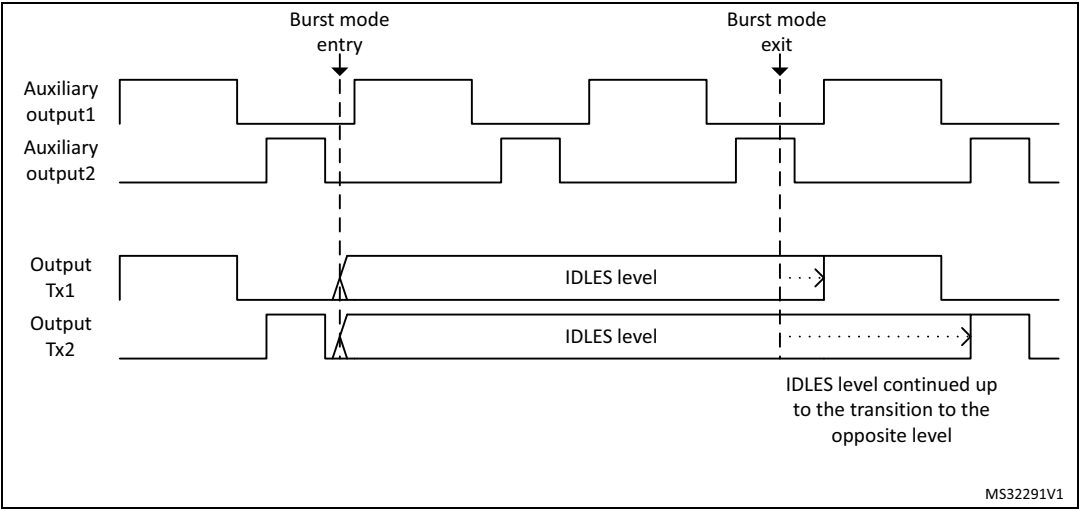 Burst mode
entry
Burst mode
exit
Auxiliary
output1
Auxiliary
output2
Output
Tx1
IDLES level
Output
Tx2
IDLES level
IDLES level continued up
to the transition to the
opposite level
MS32291V1